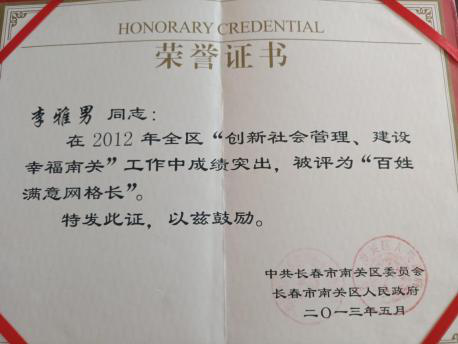 HONORARY CREDENTIAL
荣誉证书
李雅男 同志：
在 2012 年全区“创新社会管理、建设
幸福南关”工作中成绩突出，被评为“百姓
满意网格长”。
特发此证，以兹鼓励。
中共长春市南关区委员会
长春市南关区人民政府
二〇一三年五月